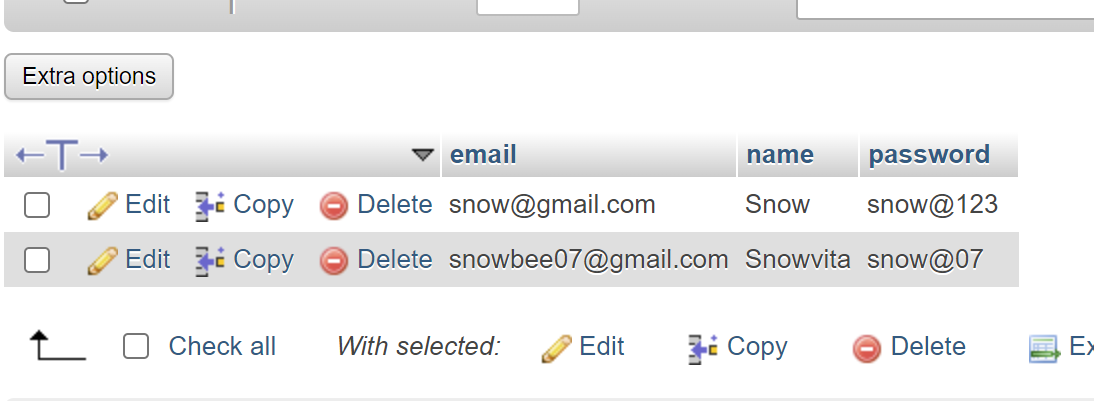 Extra options
email name password
Edit Copy Delete snow@gmail.com Snow snow@123
Edit Copy Delete snowbee07@gmail.com Snowvita snow@07
Check all With selected: Edit Copy Delete Ex